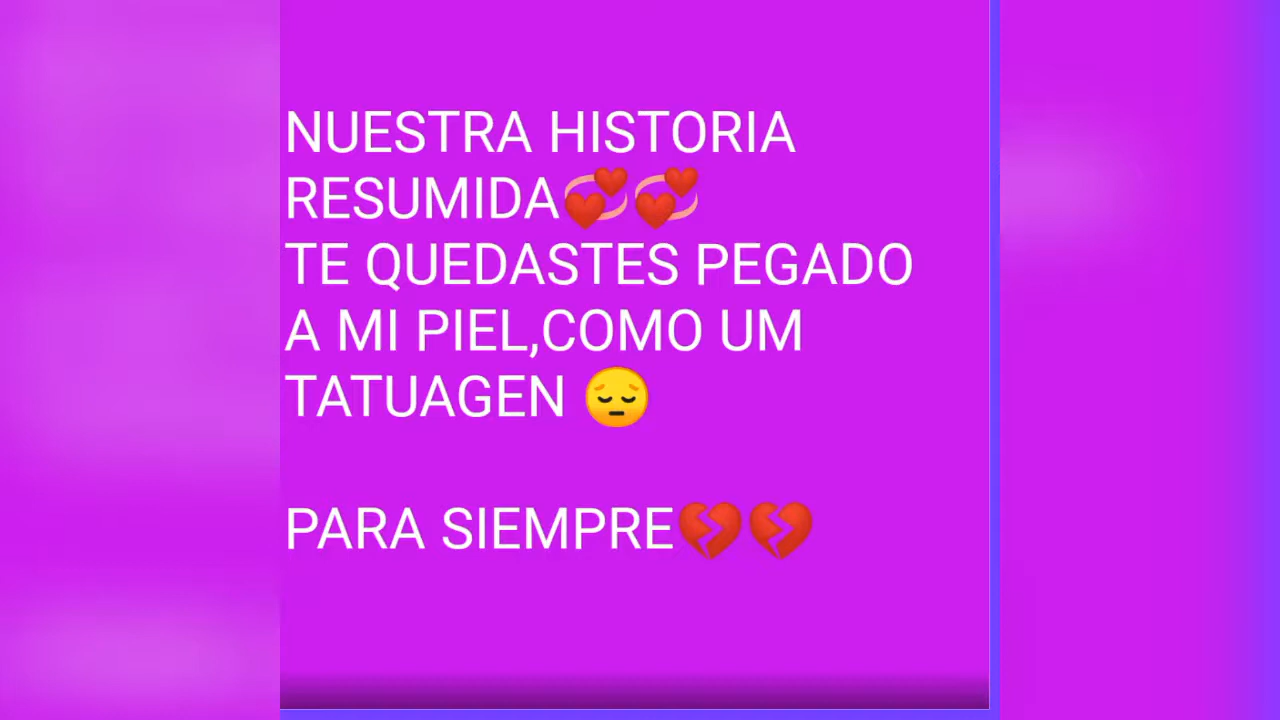 NUESTRA HISTORIA
RESUMIDA💞💞
TE QUEDASTES PEGADO
A MI PIEL,COMO UM
TATUAGEN 😔
PARA SIEMPRE💔💔